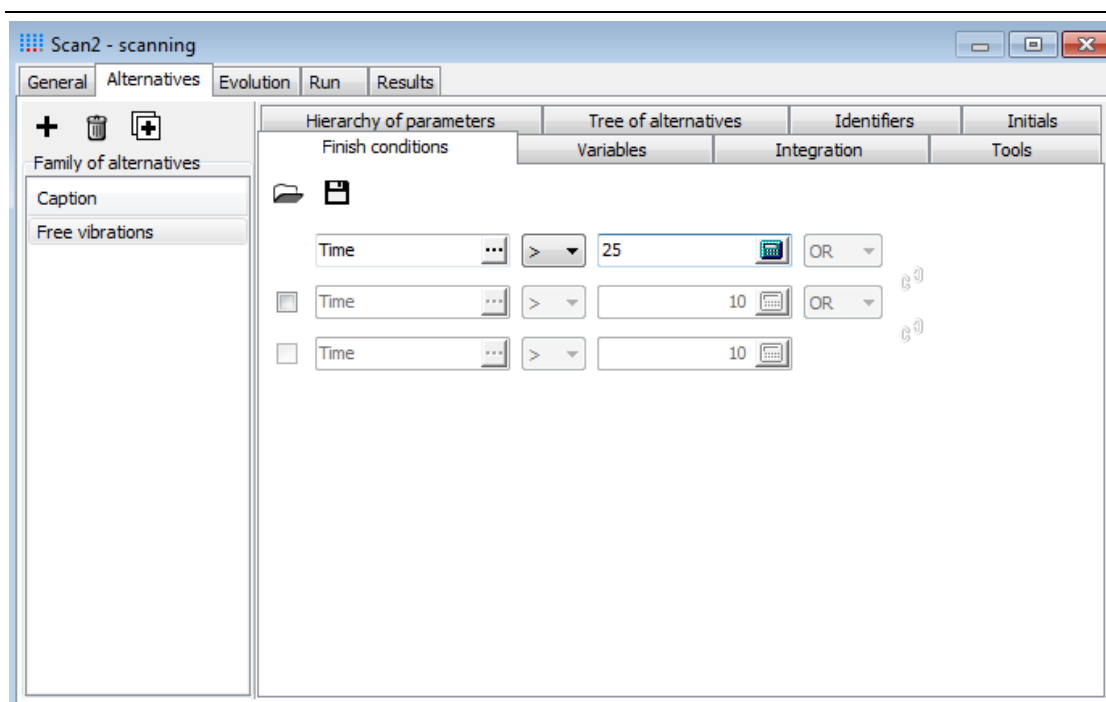 Scan2 - scanning
General Alternatives Evolution Run Results
Hierarchy of parameters Tree of alternatives Identifiers Initials
Finish conditions Variables Integration Tools
Family of alternatives
Caption
Free vibrations
Time ... > 25 OR
Time ... > 10 OR
Time ... > 10